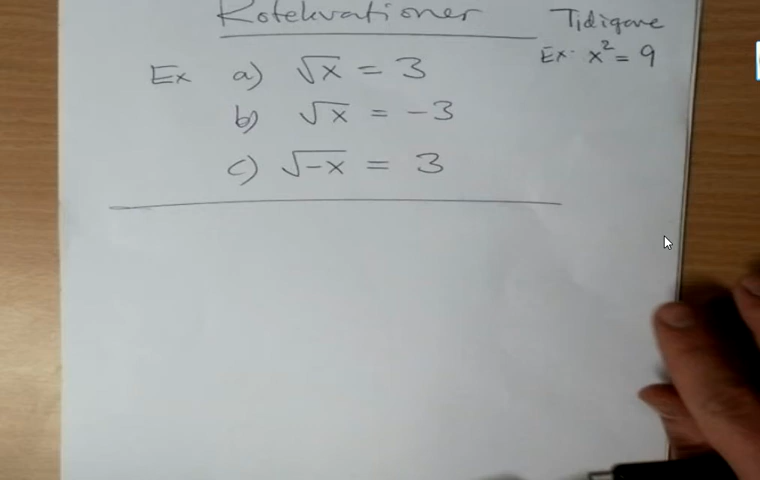 Rotekvationer
Tidigare
Ex. x² = 9
Ex a) √x = 3
b) √x = -3
c) √-x = 3